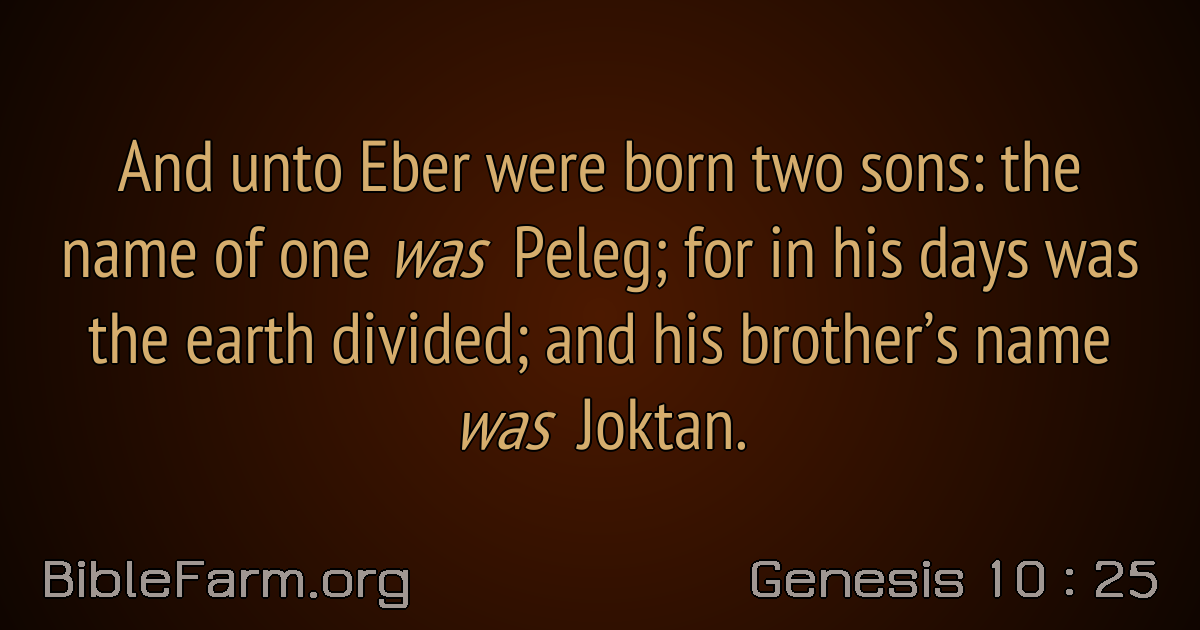 And unto Eber were born two sons: the
name of one was Peleg; for in his days was
the earth divided; and his brother’s name
was Joktan.
BibleFarm.org
Genesis 10 : 25